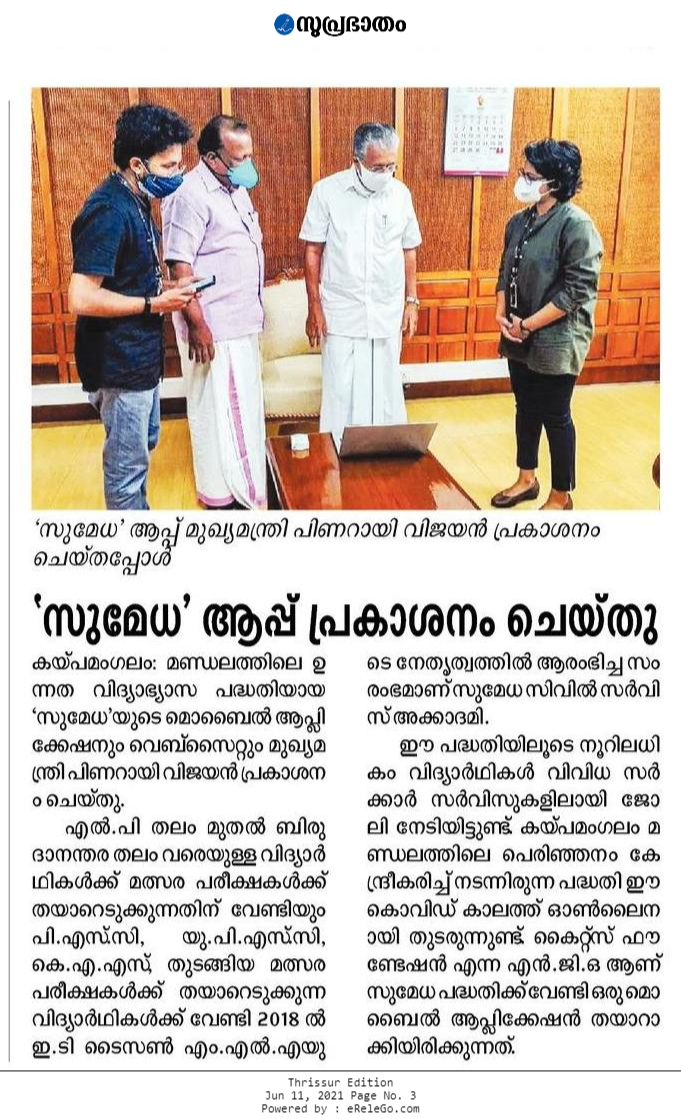 സുപ്രഭാതം
‘സുമേധ’ ആപ്പ് മുഖ്യമന്ത്രി പിണറായി വിജയൻ പ്രകാശനം
ചെയ്തപ്പോൾ
‘സുമേധ’ ആപ്പ് പ്രകാശനം ചെയ്തു
കയ്പമംഗലം: മണ്ഡലത്തിലെ ഉ
ന്നത വിദ്യാഭ്യാസ പദ്ധതിയായ
‘സുമേധ’യുടെ മൊബൈൽ ആപ്ലി
ക്കേഷനും വെബ്സൈറ്റും മുഖ്യമ
ന്ത്രി പിണറായി വിജയൻ പ്രകാശന
ം ചെയ്തു.
എൽ.പി തലം മുതൽ ബിരു
ദാനന്തര തലം വരെയുള്ള വിദ്യാർ
ഥികൾക്ക് മത്സര പരീക്ഷകൾക്ക്
തയാറെടുക്കുന്നതിന് വേണ്ടിയും
പി.എസ്.സി, യു.പി.എസ്.സി,
കെ.എ.എസ്, തുടങ്ങിയ മത്സര
പരീക്ഷകൾക്ക് തയാറെടുക്കുന്ന
വിദ്യാർഥികൾക്ക് വേണ്ടി 2018 ൽ
ഇ.ടി ടൈസൺ എം.എൽ.എയു
ടെ നേതൃത്വത്തിൽ ആരംഭിച്ച സം
രംഭമാണ് സുമേധ സിവിൽ സർവി
സ് അക്കാദമി.
ഈ പദ്ധതിയിലൂടെ നൂറിലധി
കം വിദ്യാർഥികൾ വിവിധ സർ
ക്കാർ സർവിസുകളിലായി ജോ
ലി നേടിയിട്ടുണ്ട്. കയ്പമംഗലം മ
ണ്ഡലത്തിലെ പെരിഞ്ഞനം കേ
ന്ദ്രീകരിച്ച് നടന്നിരുന്ന പദ്ധതി ഈ
കൊവിഡ് കാലത്ത് ഓൺലൈന
ായി തുടരുന്നുണ്ട്. കൈറ്റ്സ് ഫൗ
ണ്ടേഷൻ എന്ന എൻ.ജി.ഒ ആണ്
സുമേധ പദ്ധതിക്ക് വേണ്ടി ഒരു മൊ
ബൈൽ ആപ്ലിക്കേഷൻ തയാറാ
ക്കിയിരിക്കുന്നത്.
Thrissur Edition
Jun 11, 2021 Page No. 3
Powered by : eReleGo.com